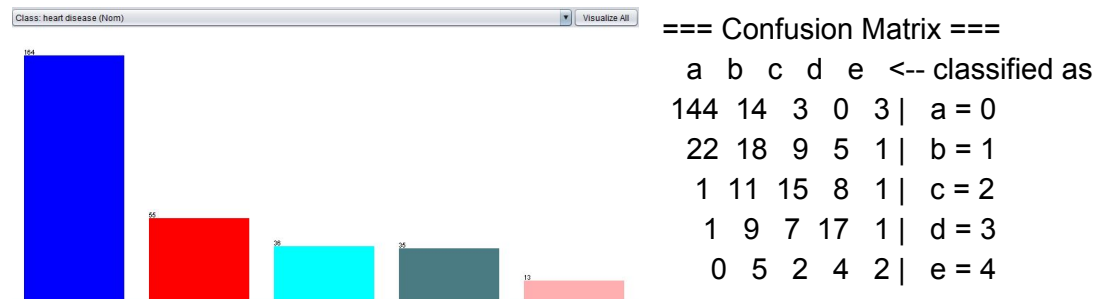 Class: heart disease (Nom)
Visualize All
164
55
36
35
13
=== Confusion Matrix ===
a b c d e <-- classified as
144 14 3 0 3 | a = 0
22 18 9 5 1 | b = 1
1 11 15 8 1 | c = 2
1 9 7 17 1 | d = 3
0 5 2 4 2 | e = 4